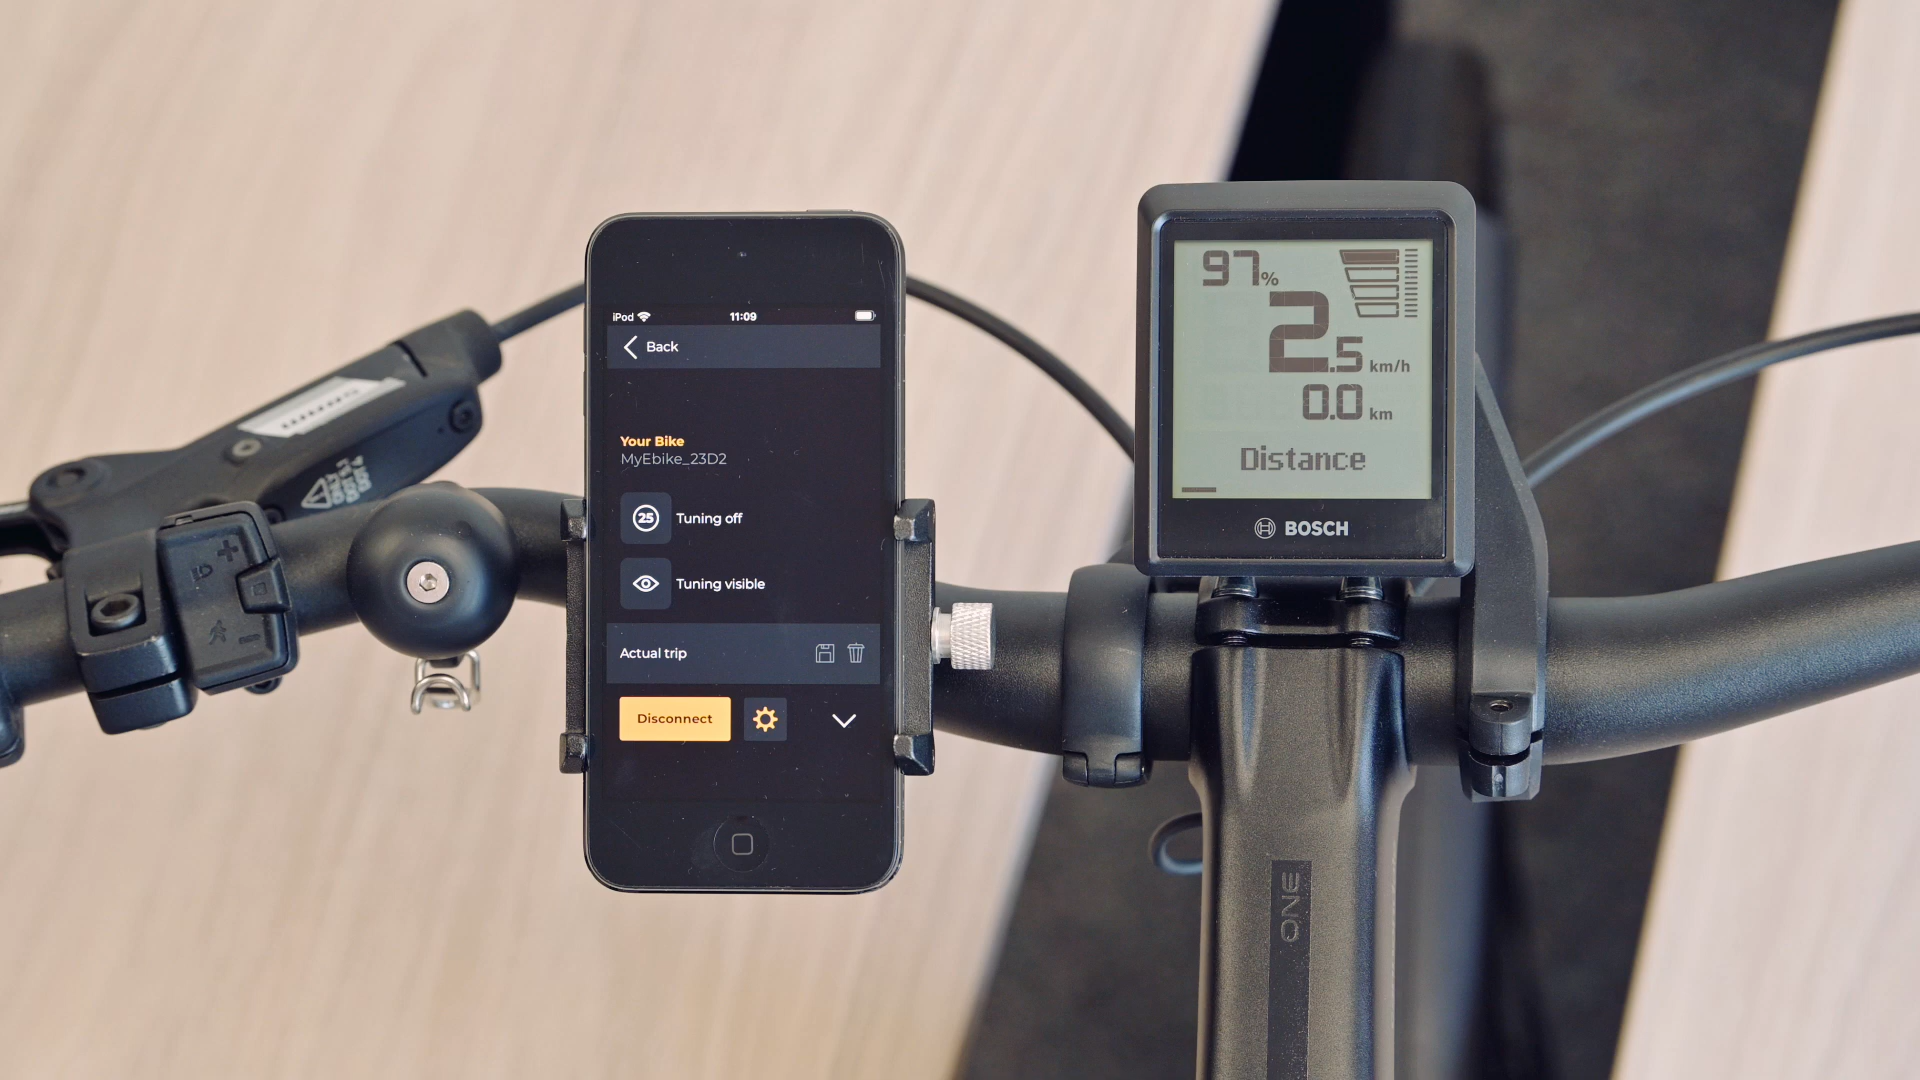 iPod 11:09
Back
Your Bike
MyEbike_23D2
25 Tuning off
Tuning visible
Actual trip
Disconnect
97%
2.5 km/h
0.0 km
Distance
BOSCH
ONE